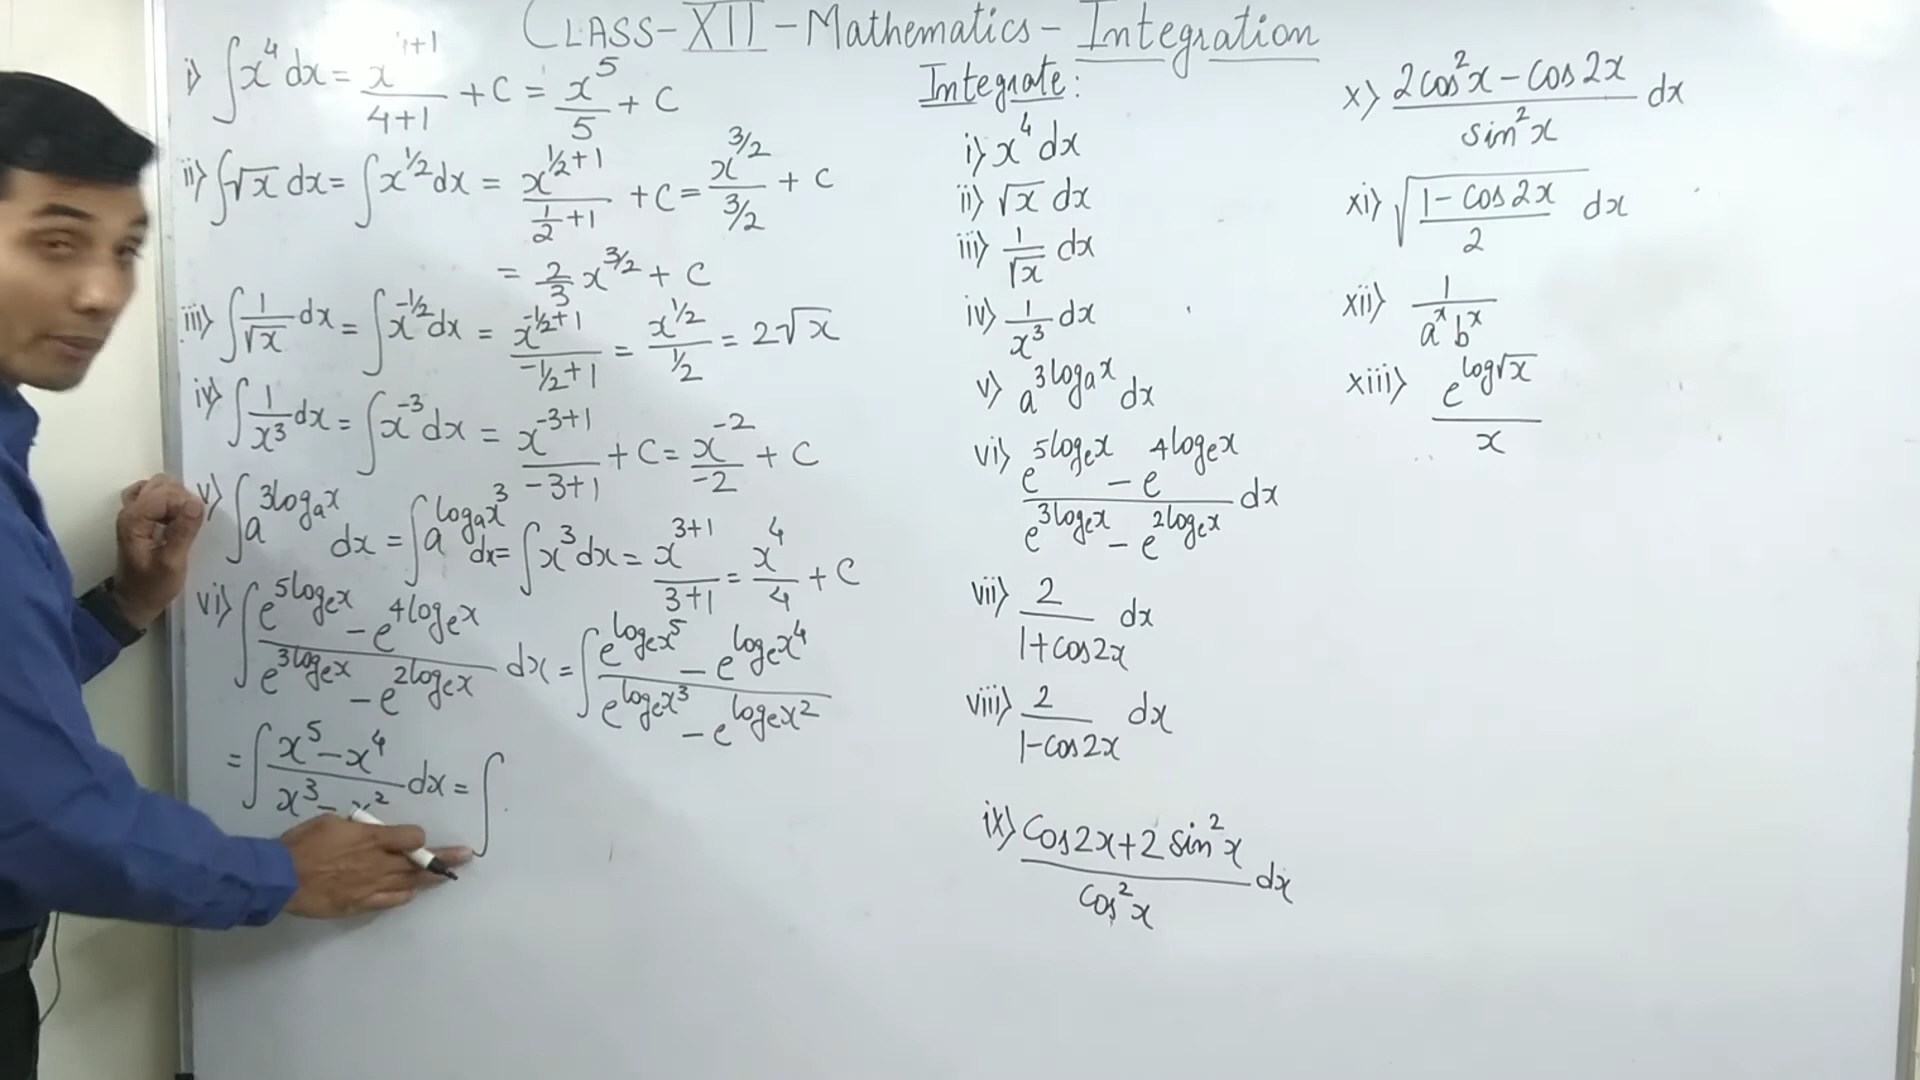 CLASS-XII-Mathematics-Integration
i) ∫x⁴dx = x^(4+1)/(4+1) + C = x⁵/5 + C
ii) ∫√x dx = ∫x^(1/2)dx = x^(1/2+1)/(1/2+1) + C = x^(3/2)/(3/2) + C
= 2/3 x^(3/2) + C
iii) ∫1/√x dx = ∫x^(-1/2)dx = x^(-1/2+1)/(-1/2+1) = x^(1/2)/(1/2) = 2√x
iv) ∫1/x³ dx = ∫x^(-3)dx = x^(-3+1)/(-3+1) + C = x^(-2)/(-2) + C
v) ∫a^(3logₐx) dx = ∫a^(logₐx³) dx = ∫x³dx = x^(3+1)/(3+1) = x⁴/4 + C
vi) ∫(e^(5logₑx) - e^(4logₑx))/(e^(3logₑx) - e^(2logₑx)) dx = ∫(e^(logₑx⁵) - e^(logₑx⁴))/(e^(logₑx³) - e^(logₑx²))
= ∫(x⁵-x⁴)/(x³-x²) dx = ∫
Integrate:
i) x⁴dx
ii) √x dx
iii) 1/√x dx
iv) 1/x³ dx
v) a^(3logₐx) dx
vi) (e^(5logₑx) - e^(4logₑx))/(e^(3logₑx) - e^(2logₑx)) dx
vii) 2/(1+cos2x) dx
viii) 2/(1-cos2x) dx
ix) (cos2x+2sin²x)/cos²x dx
x) (2cos²x-cos2x)/sin²x dx
xi) √((1-cos2x)/2) dx
xii) 1/(aˣbˣ)
xiii) e^(log√x)/x